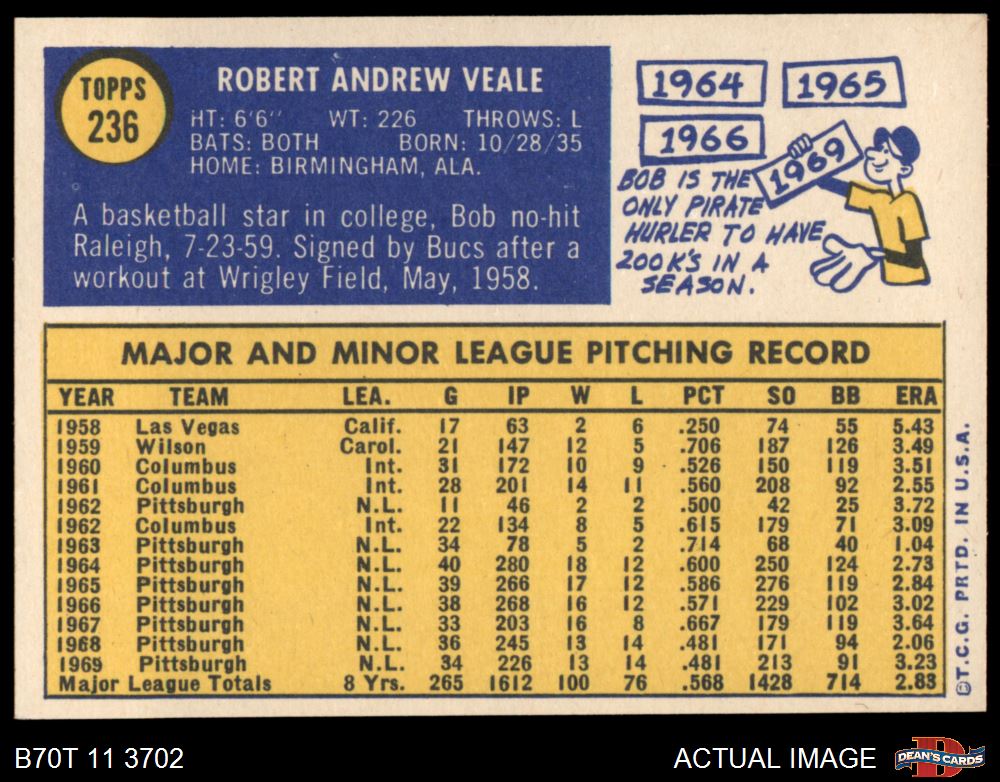 TOPPS
236
ROBERT ANDREW VEALE
HT: 6'6" WT: 226 THROWS: L
BATS: BOTH BORN: 10/28/35
HOME: BIRMINGHAM, ALA.
A basketball star in college, Bob no-hit
Raleigh, 7-23-59. Signed by Bucs after a
workout at Wrigley Field, May, 1958.
1964 1965
1966
1969
BOB IS THE
ONLY PIRATE
HURLER TO HAVE
200 K'S IN A
SEASON.
MAJOR AND MINOR LEAGUE PITCHING RECORD
YEAR TEAM LEA. G IP W L PCT SO BB ERA
1958 Las Vegas Calif. 17 63 2 6 .250 74 55 5.43
1959 Wilson Carol. 21 147 12 5 .706 187 126 3.49
1960 Columbus Int. 31 172 10 9 .526 150 119 3.51
1961 Columbus Int. 28 201 14 11 .560 208 92 2.55
1962 Pittsburgh N.L. 11 46 2 2 .500 42 25 3.72
1962 Columbus Int. 22 134 8 5 .615 179 71 3.09
1963 Pittsburgh N.L. 34 78 5 2 .714 68 40 1.04
1964 Pittsburgh N.L. 40 280 18 12 .600 250 124 2.73
1965 Pittsburgh N.L. 39 266 17 12 .586 276 119 2.84
1966 Pittsburgh N.L. 38 268 16 12 .571 229 102 3.02
1967 Pittsburgh N.L. 33 203 16 8 .667 179 119 3.64
1968 Pittsburgh N.L. 36 245 13 14 .481 171 94 2.06
1969 Pittsburgh N.L. 34 226 13 14 .481 213 91 3.23
Major League Totals 8 Yrs. 265 1612 100 76 .568 1428 714 2.83
©T.C.G. PRTD. IN U.S.A.
B70T 11 3702
ACTUAL IMAGE
D
DEAN'S CARDS